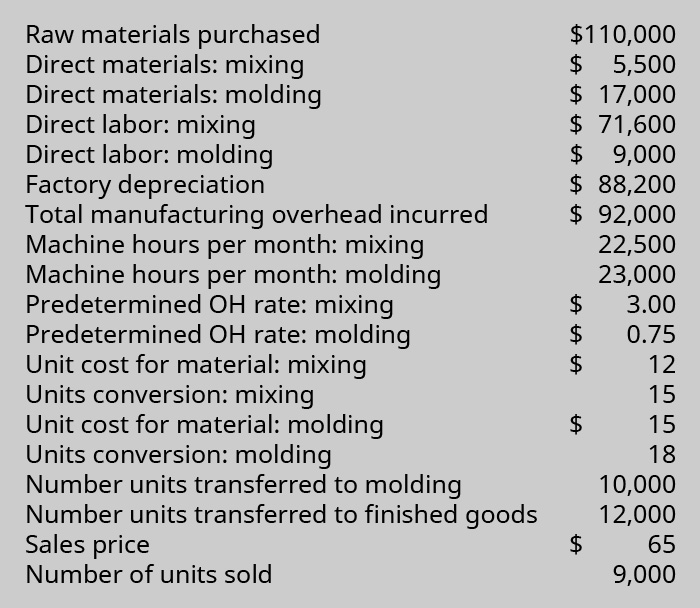 Raw materials purchased $110,000
Direct materials: mixing $ 5,500
Direct materials: molding $ 17,000
Direct labor: mixing $ 71,600
Direct labor: molding $ 9,000
Factory depreciation $ 88,200
Total manufacturing overhead incurred $ 92,000
Machine hours per month: mixing 22,500
Machine hours per month: molding 23,000
Predetermined OH rate: mixing $ 3.00
Predetermined OH rate: molding $ 0.75
Unit cost for material: mixing $ 12
Units conversion: mixing 15
Unit cost for material: molding $ 15
Units conversion: molding 18
Number units transferred to molding 10,000
Number units transferred to finished goods 12,000
Sales price $ 65
Number of units sold 9,000